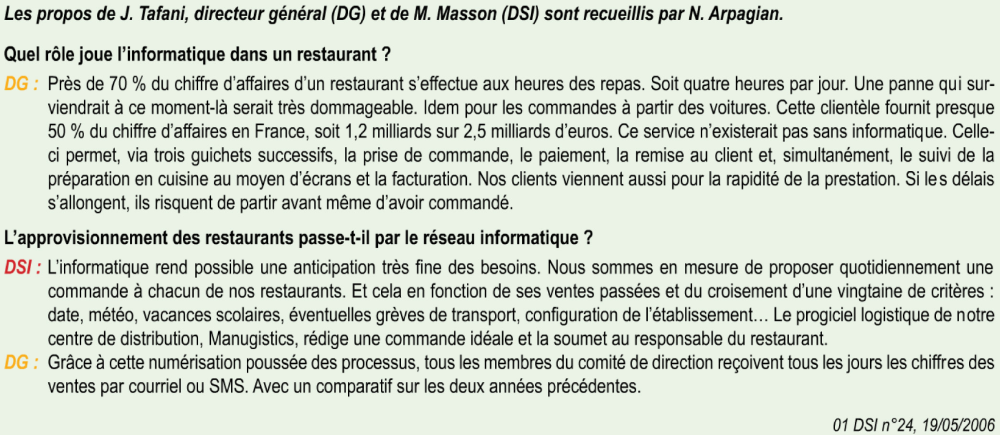 Les propos de J. Tafani, directeur général (DG) et de M. Masson (DSI) sont recueillis par N. Arpagian.
Quel rôle joue l’informatique dans un restaurant ?
DG : Près de 70 % du chiffre d’affaires d’un restaurant s’effectue aux heures des repas. Soit quatre heures par jour. Une panne qui sur-
viendrait à ce moment-là serait très dommageable. Idem pour les commandes à partir des voitures. Cette clientèle fournit presque
50 % du chiffre d’affaires en France, soit 1,2 milliards sur 2,5 milliards d’euros. Ce service n’existerait pas sans informatique. Celle-
ci permet, via trois guichets successifs, la prise de commande, le paiement, la remise au client et, simultanément, le suivi de la
préparation en cuisine au moyen d’écrans et la facturation. Nos clients viennent aussi pour la rapidité de la prestation. Si les délais
s’allongent, ils risquent de partir avant même d’avoir commandé.
L’approvisionnement des restaurants passe-t-il par le réseau informatique ?
DSI : L’informatique rend possible une anticipation très fine des besoins. Nous sommes en mesure de proposer quotidiennement une
commande à chacun de nos restaurants. Et cela en fonction de ses ventes passées et du croisement d’une vingtaine de critères :
date, météo, vacances scolaires, éventuelles grèves de transport, configuration de l’établissement… Le progiciel logistique de notre
centre de distribution, Manugistics, rédige une commande idéale et la soumet au responsable du restaurant.
DG : Grâce à cette numérisation poussée des processus, tous les membres du comité de direction reçoivent tous les jours les chiffres des
ventes par courriel ou SMS. Avec un comparatif sur les deux années précédentes.
01 DSI n°24, 19/05/2006